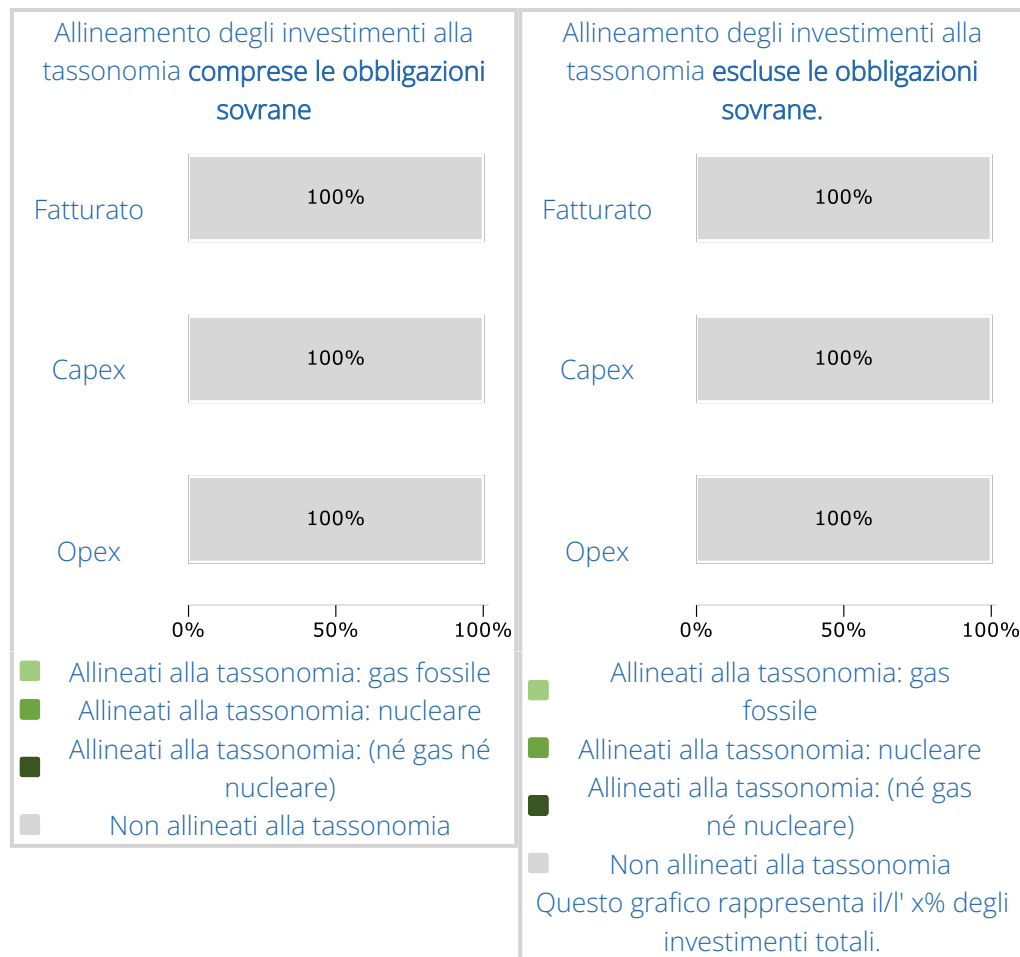 Allineamento degli investimenti alla
tassonomia comprese le obbligazioni
sovrane
Fatturato
100%
Capex
100%
Opex
100%
0% 50% 100%
Allineati alla tassonomia: gas fossile
Allineati alla tassonomia: nucleare
Allineati alla tassonomia: (né gas né
nucleare)
Non allineati alla tassonomia
Allineamento degli investimenti alla
tassonomia escluse le obbligazioni
sovrane.
Fatturato
100%
Capex
100%
Opex
100%
0% 50% 100%
Allineati alla tassonomia: gas
fossile
Allineati alla tassonomia: nucleare
Allineati alla tassonomia: (né gas
né nucleare)
Non allineati alla tassonomia
Questo grafico rappresenta il/l' x% degli
investimenti totali.